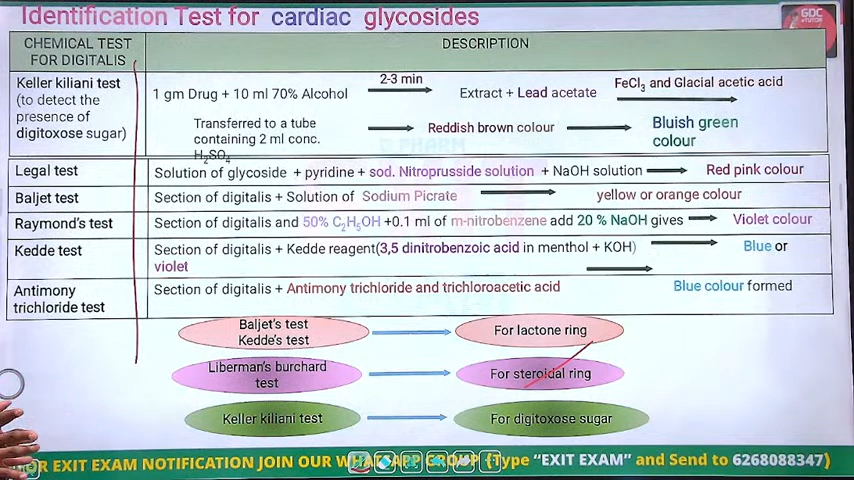 Identification Test for cardiac glycosides
GDC
CHEMICAL TEST
FOR DIGITALIS
DESCRIPTION
Keller kiliani test
(to detect the
presence of
digitoxose sugar)
1 gm Drug + 10 ml 70% Alcohol
2-3 min
Extract + Lead acetate
FeCl₃ and Glacial acetic acid
Transferred to a tube
containing 2 ml conc.
H₂SO₄
Reddish brown colour
Bluish green
colour
Legal test
Solution of glycoside + pyridine + sod. Nitroprusside solution + NaOH solution
Red pink colour
Baljet test
Section of digitalis + Solution of Sodium Picrate
yellow or orange colour
Raymond's test
Section of digitalis and 50% C₂H₅OH +0.1 ml of m-nitrobenzene add 20 % NaOH gives
Violet colour
Kedde test
Section of digitalis + Kedde reagent(3,5 dinitrobenzoic acid in menthol + KOH)
Blue or
violet
Antimony
trichloride test
Section of digitalis + Antimony trichloride and trichloroacetic acid
Blue colour formed
Baljet's test
Kedde's test
For lactone ring
Liberman's burchard
test
For steroidal ring
Keller kiliani test
For digitoxose sugar
EXIT EXAM NOTIFICATION JOIN OUR GROUP (Type "EXIT EXAM" and Send to 6268088347)